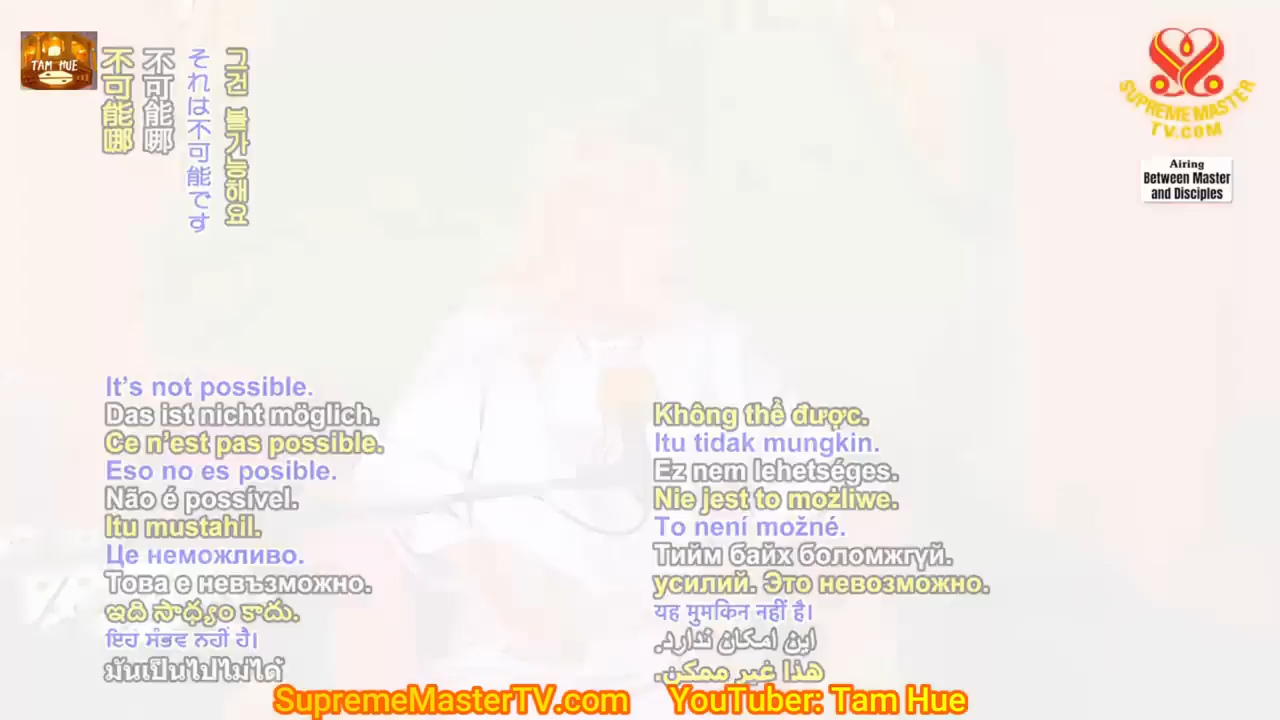 TAM HUE
不可能哪
不可能哪
それは不可能です
그건 불가능해요
SUPREME MASTER
TV.COM
Airing
Between Master
and Disciples
It’s not possible.
Das ist nicht möglich.
Ce n’est pas possible.
Eso no es posible.
Não é possível.
Itu mustahil.
Це неможливо.
Това е невъзможно.
ఇది సాధ్యం కాదు.
ਇਹ ਸੰਭਵ ਨਹੀਂ ਹੈ।
มันเป็นไปไม่ได้
Không thể được.
Itu tidak mungkin.
Ez nem lehetséges.
Nie jest to możliwe.
To není možné.
Тийм байх боломжгүй.
усилий. Это невозможно.
यह मुमकिन नहीं है।
این امکان ندارد.
هذا غير ممكن.
SupremeMasterTV.com YouTuber: Tam Hue